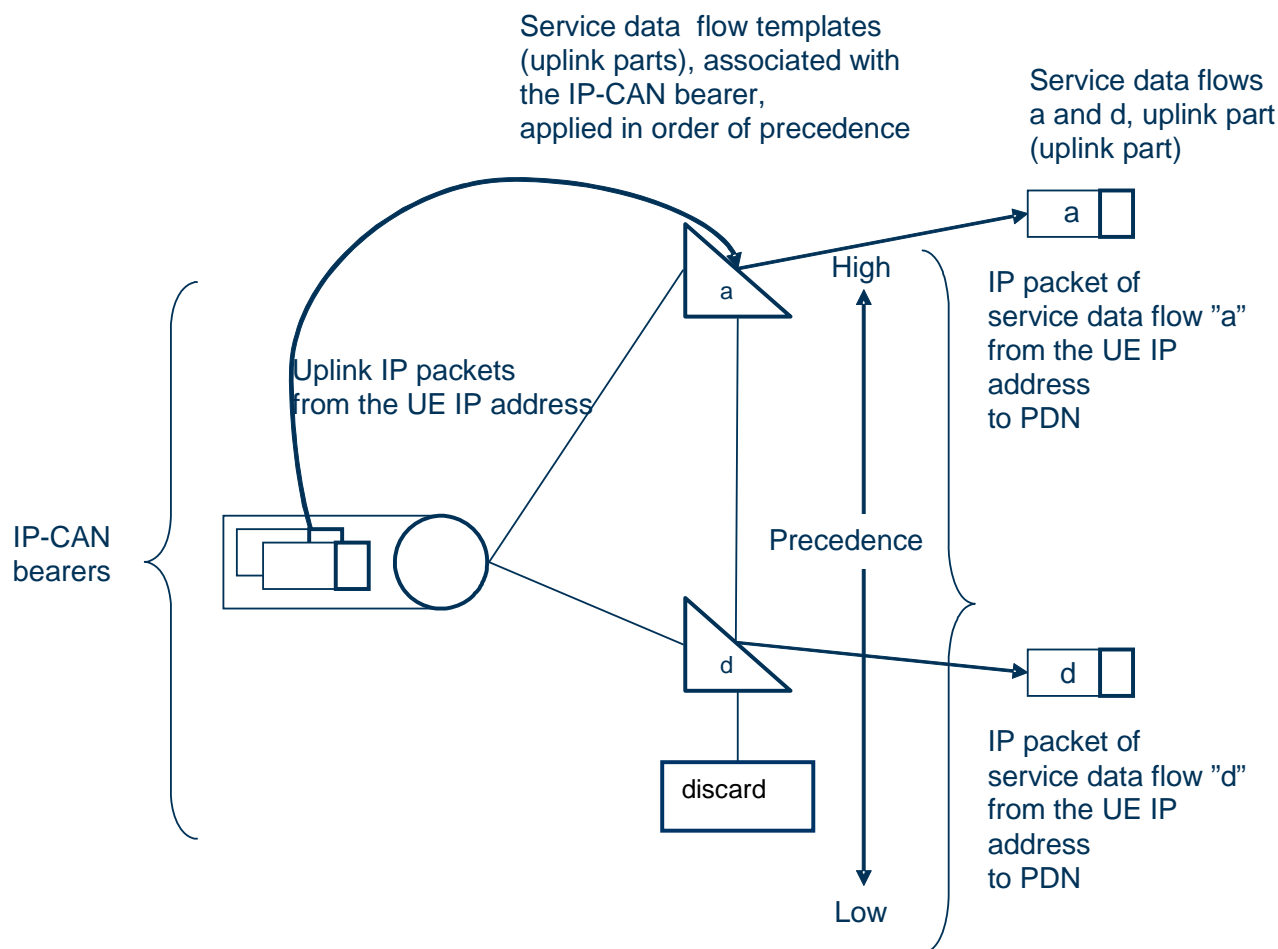 Service data  flow templates
(uplink parts), associated with
the IP-CAN bearer,
applied in order of precedence
Service data flows
a and d, uplink part
(uplink part)
a
a
High
IP packet of
service data flow ”a”
from the UE IP
address
to PDN
Uplink IP packets
from the UE IP address
IP-CAN
bearers
Precedence
d
d
discard
IP packet of
service data flow ”d”
from the UE IP
address
to PDN
Low